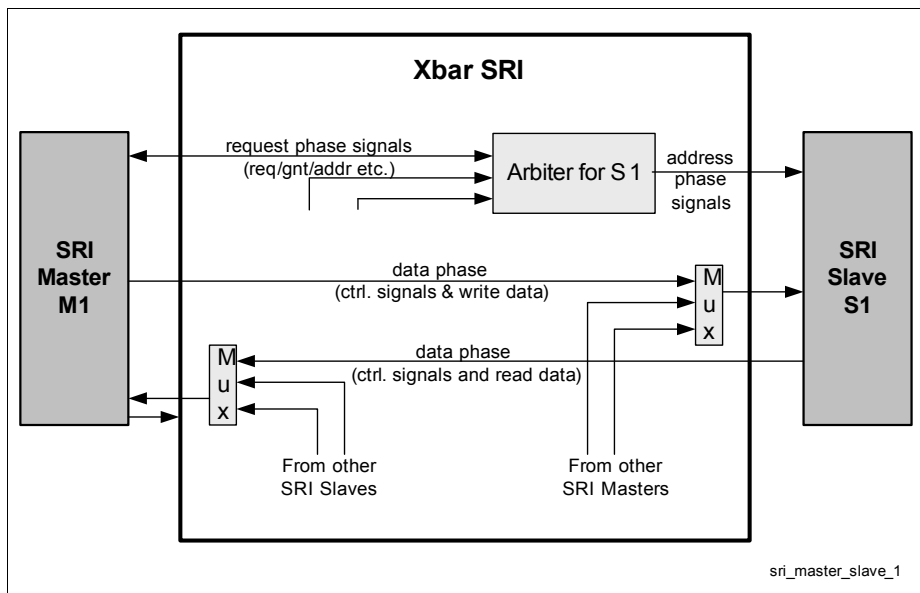 Xbar SRI
request phase signals
(req/gnt/addr etc.)
Arbiter for S 1
address
phase
signals
SRI
Master
M1
SRI
Slave
S1
data phase
(ctrl. signals & write data)
M
u
x
data phase
(ctrl. signals and read data)
M
u
x
From other
SRI Slaves
From other
SRI Masters
sri_master_slave_1